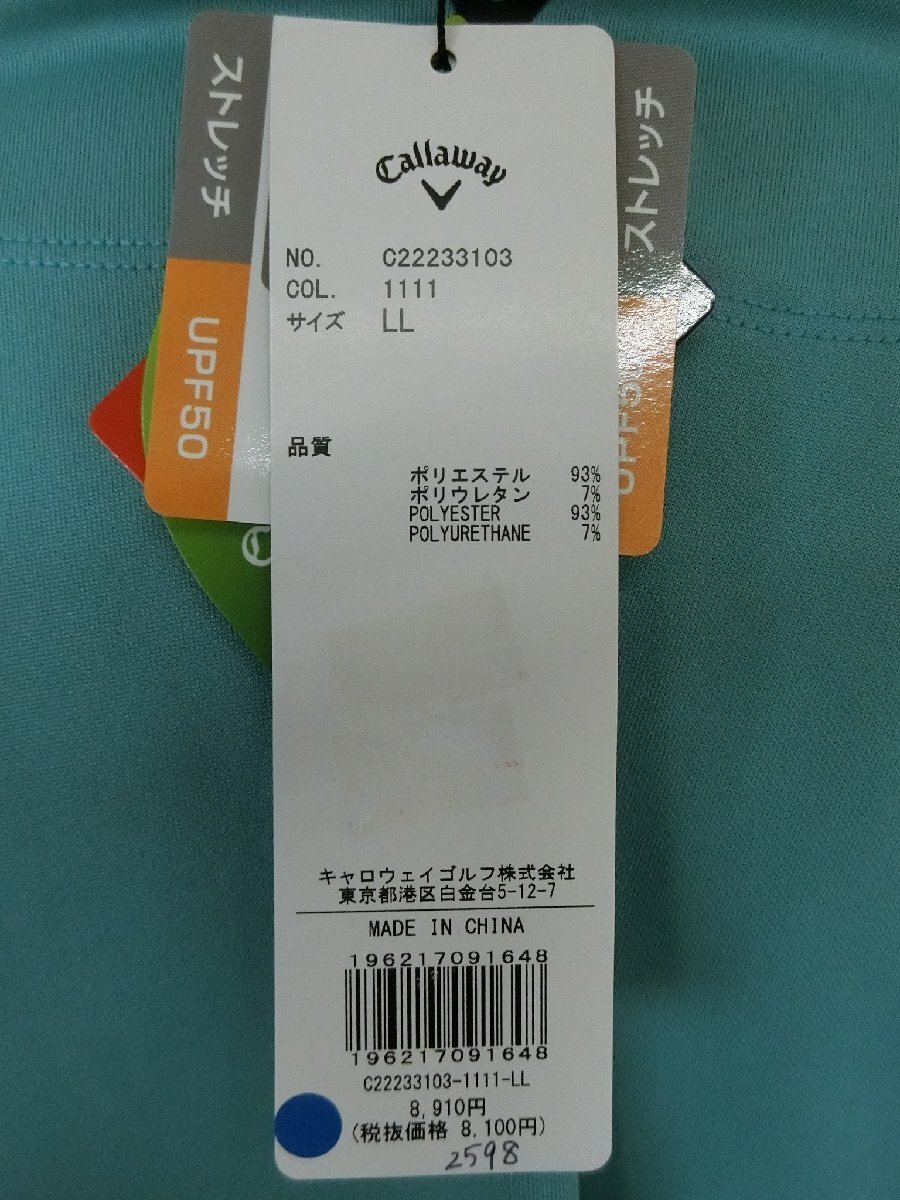 ストレッチ
UPF50
ストレッチ
UPF5
Callaway
NO. C22233103
COL. 1111
サイズ LL
品質
ポリエステル 93%
ポリウレタン 7%
POLYESTER 93%
POLYURETHANE 7%
キャロウェイゴルフ株式会社
東京都港区白金台5-12-7
MADE IN CHINA
196217091648
196217091648
C22233103-1111-LL
8,910円
(税抜価格 8,100円)
2598